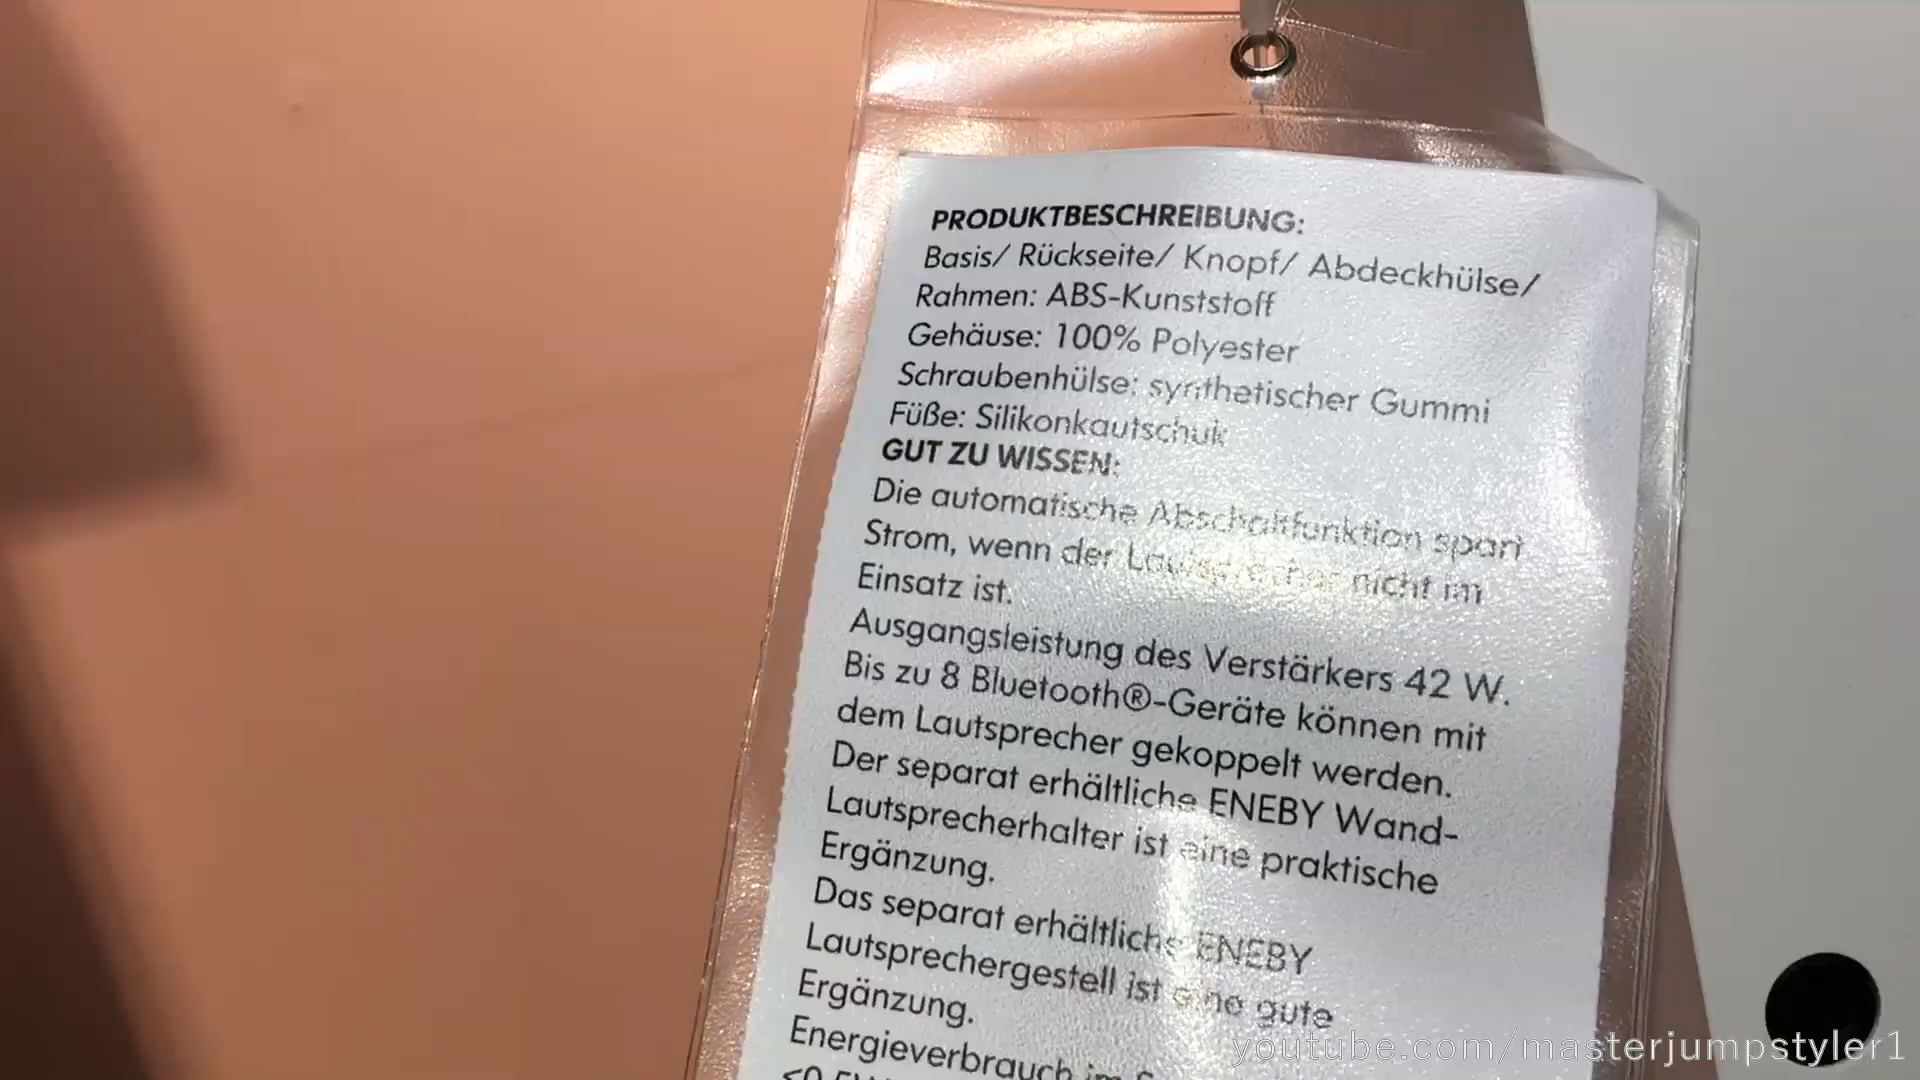 PRODUKTBESCHREIBUNG:
Basis/ Rückseite/ Knopf/ Abdeckhülse/
Rahmen: ABS-Kunststoff
Gehäuse: 100% Polyester
Schraubenhülse: synthetischer Gummi
Füße: Silikonkautschuk
GUT ZU WISSEN:
Die automatische Abschaltfunktion spart
Strom, wenn der Lautsprecher nicht im
Einsatz ist.
Ausgangsleistung des Verstärkers 42 W.
Bis zu 8 Bluetooth®-Geräte können mit
dem Lautsprecher gekoppelt werden.
Der separat erhältliche ENEBY Wand-
Lautsprecherhalter ist eine praktische
Ergänzung.
Das separat erhältliche ENEBY
Lautsprechergestell ist eine gute
Ergänzung.
Energieverbrauch im
youtube.com/masterjumpstyler1